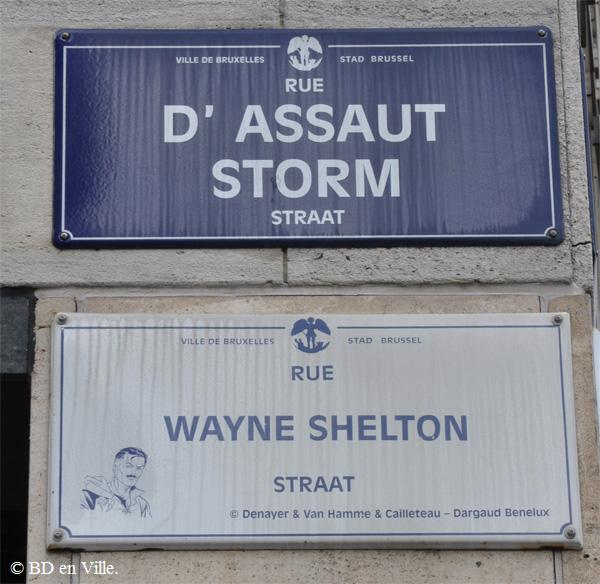 VILLE DE BRUXELLES STAD BRUSSEL
RUE
D' ASSAUT
STORM
STRAAT
VILLE DE BRUXELLES STAD BRUSSEL
RUE
WAYNE SHELTON
STRAAT
© Denayer & Van Hamme & Cailleteau – Dargaud Benelux
© BD en Ville.